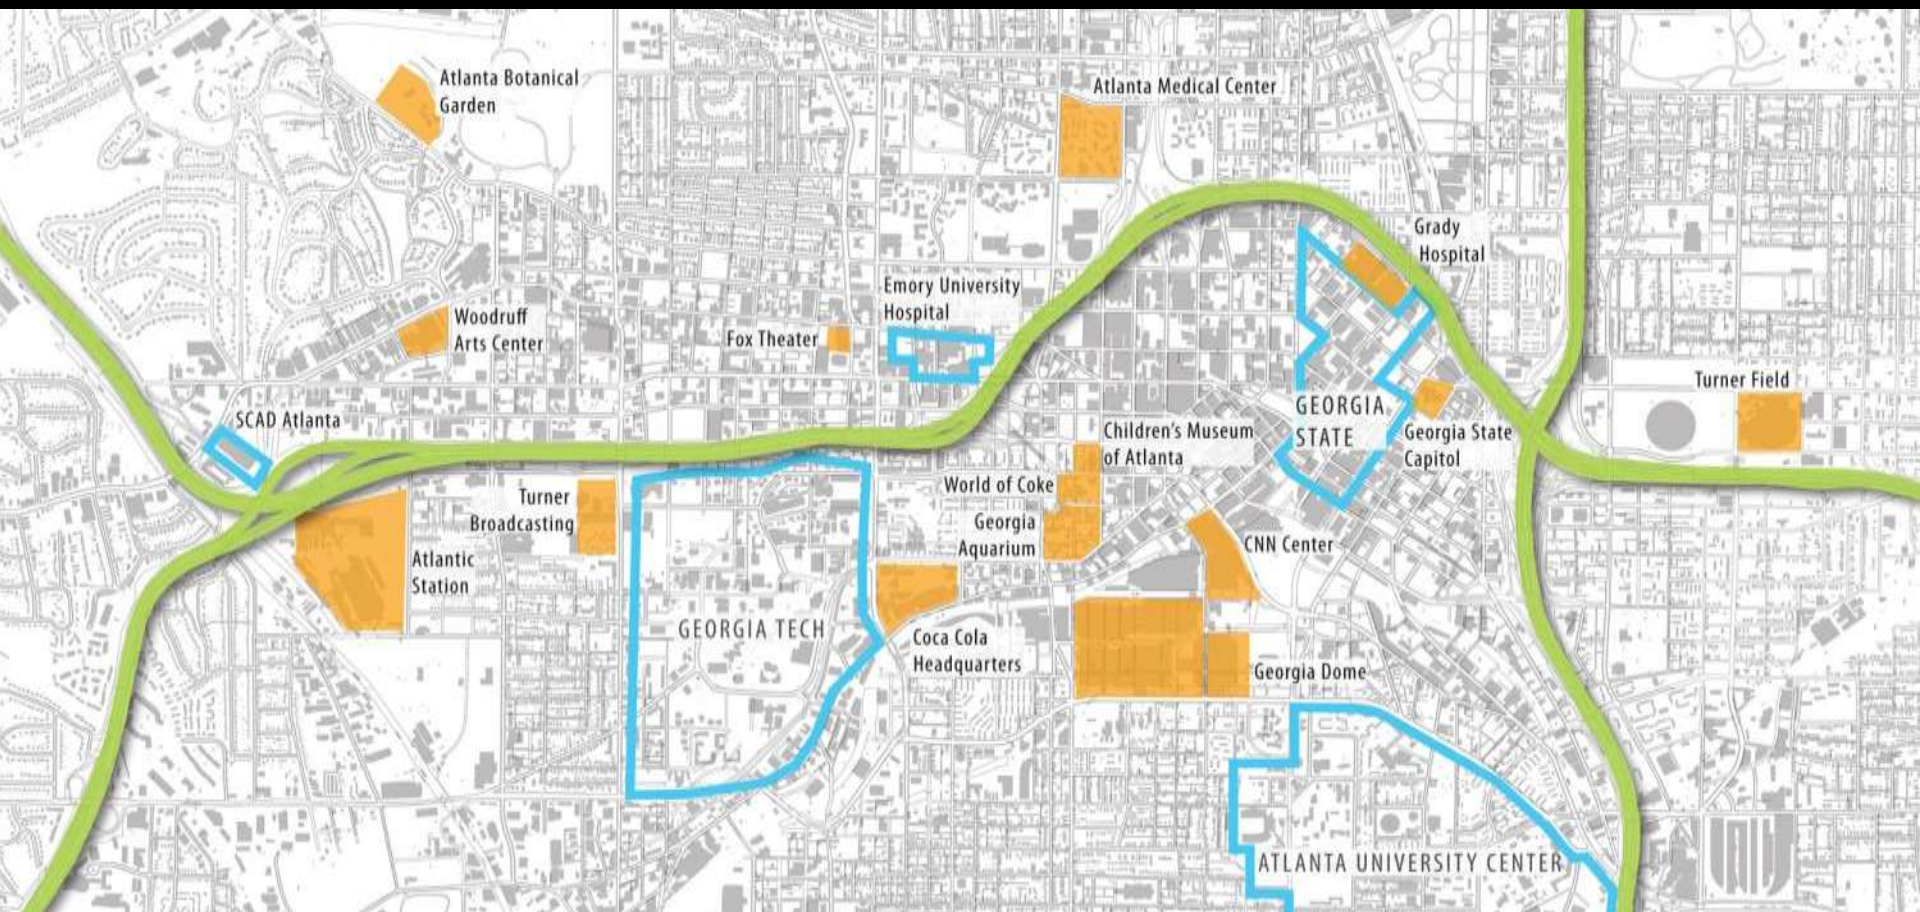 Atlanta Botanical
Garden
Atlanta Medical Center
Grady
Hospital
Emory University
Hospital
Woodruff
Arts Center
Fox Theater
Turner Field
SCAD Atlanta
GEORGIA
STATE
Georgia State
Capitol
Children's Museum
of Atlanta
World of Coke
Georgia
Aquarium
Turner
Broadcasting
CNN Center
Atlantic
Station
GEORGIA TECH
Coca Cola
Headquarters
Georgia Dome
ATLANTA UNIVERSITY CENTER